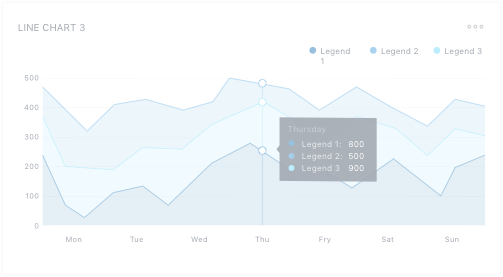 LINE CHART 3
Legend 1
Legend 2
Legend 3
500
400
300
200
100
0
Thursday
Legend 1: 800
Legend 2: 500
Legend 3 900
Mon Tue Wed Thu Fry Sat Sun